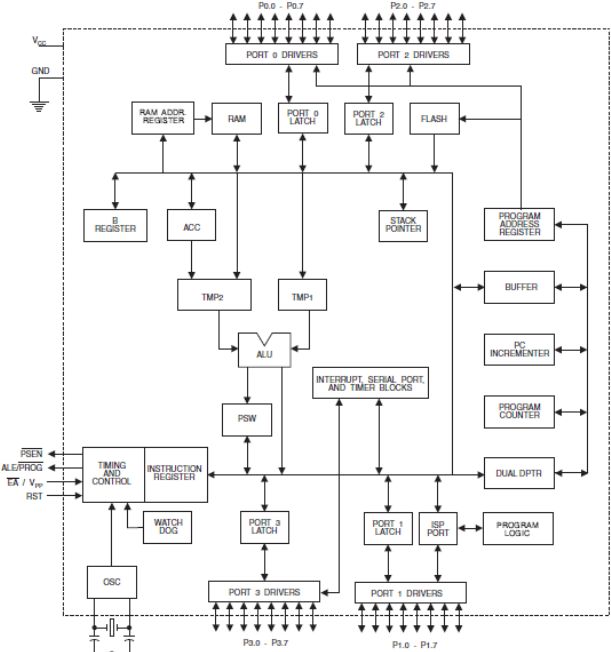 P0.0 - P0.7
P2.0 - P2.7
VCC
GND
PORT 0 DRIVERS
PORT 2 DRIVERS
RAM ADDR.
REGISTER
RAM
PORT 0
LATCH
PORT 2
LATCH
FLASH
B
REGISTER
ACC
STACK
POINTER
PROGRAM
ADDRESS
REGISTER
BUFFER
TMP2
TMP1
ALU
PC
INCREMENTER
INTERRUPT, SERIAL PORT,
AND TIMER BLOCKS
PSW
PROGRAM
COUNTER
PSEN
ALE/PROG
EA / VPP
RST
TIMING
AND
CONTROL
INSTRUCTION
REGISTER
DUAL DPTR
WATCH
DOG
PORT 3
LATCH
PORT 1
LATCH
ISP
PORT
PROGRAM
LOGIC
OSC
PORT 3 DRIVERS
PORT 1 DRIVERS
P3.0 - P3.7
P1.0 - P1.7